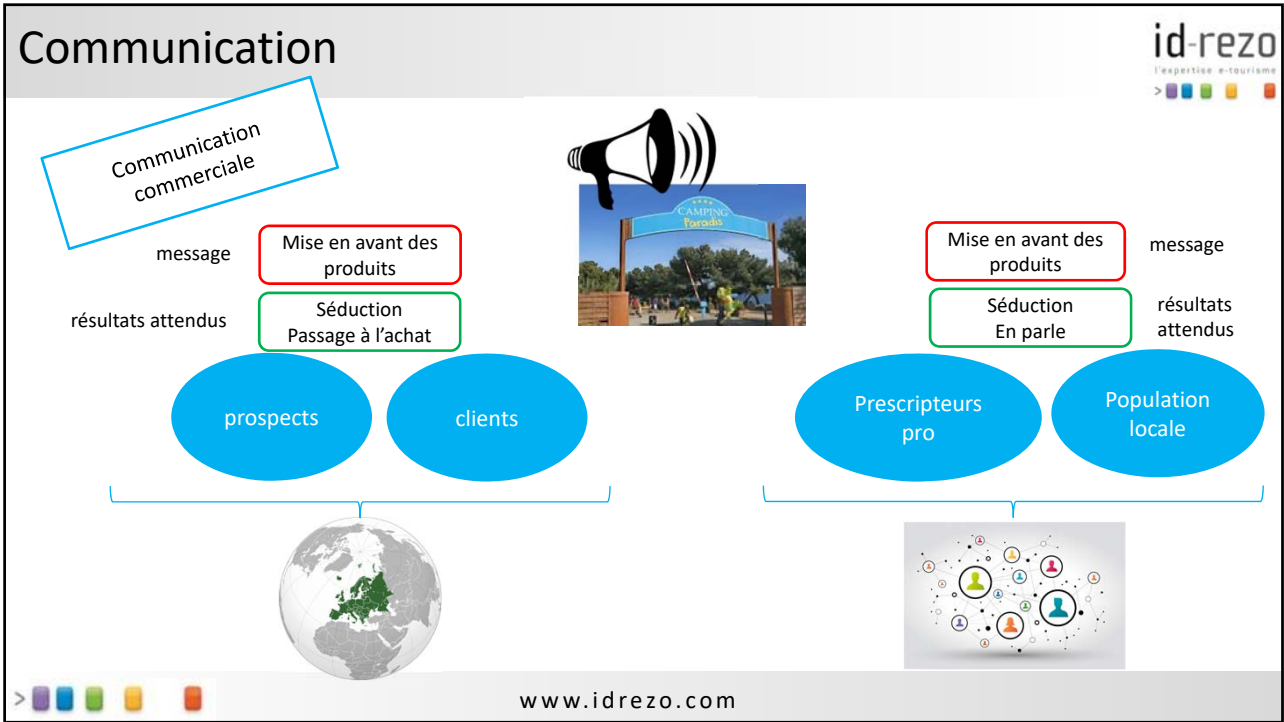 Communication
id-rezo
l'expertise e-tourisme
>
Communication
commerciale
CAMPING
Paradis
message
Mise en avant des
produits
résultats attendus
Séduction
Passage à l'achat
prospects
clients
Mise en avant des
produits
message
Séduction
En parle
résultats
attendus
Prescripteurs
pro
Population
locale
>
www.idrezo.com